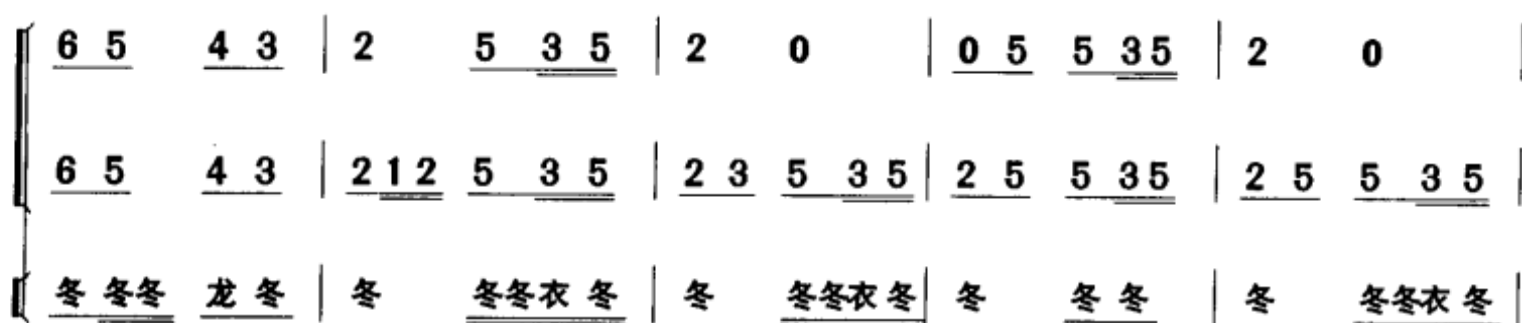 6 5 4 3 | 2 5 3 5 | 2 0 | 0 5 5 3 5 | 2 0 |
6 5 4 3 | 2 1 2 5 3 5 | 2 3 5 3 5 | 2 5 5 3 5 | 2 5 5 3 5 |
冬 冬冬 龙 冬 | 冬 冬冬衣 冬 | 冬 冬冬衣 冬 | 冬 冬 冬 | 冬 冬冬衣 冬 |